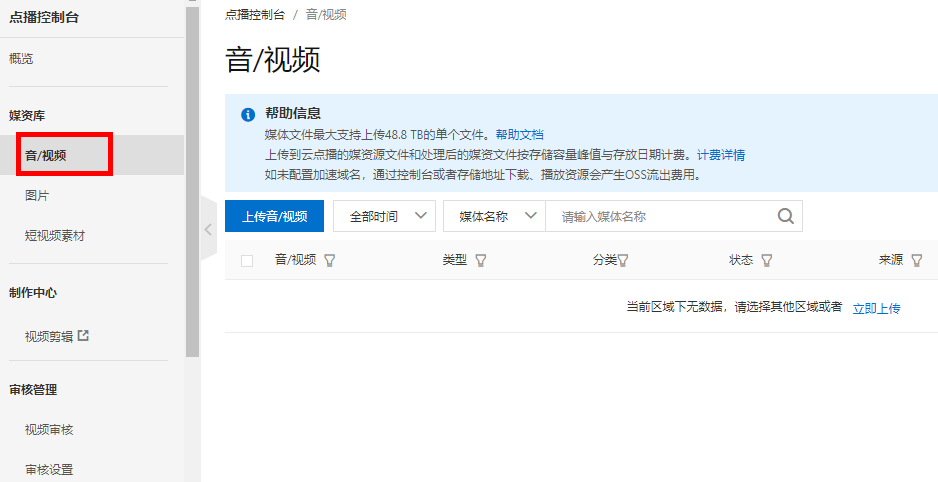 点播控制台
概览
媒资库
音/视频
图片
短视频素材
制作中心
视频剪辑
审核管理
视频审核
审核设置
点播控制台 / 音/视频
音/视频
帮助信息
媒体文件最大支持上传48.8 TB的单个文件。帮助文档
上传到云点播的媒资源文件和处理后的媒资文件按存储容量峰值与存放日期计费。计费详情
如未配置加速域名，通过控制台或者存储地址下载、播放资源会产生OSS流出费用。
上传音/视频 全部时间 媒体名称 请输入媒体名称
音/视频 类型 分类 状态 来源
当前区域下无数据，请选择其他区域或者 立即上传